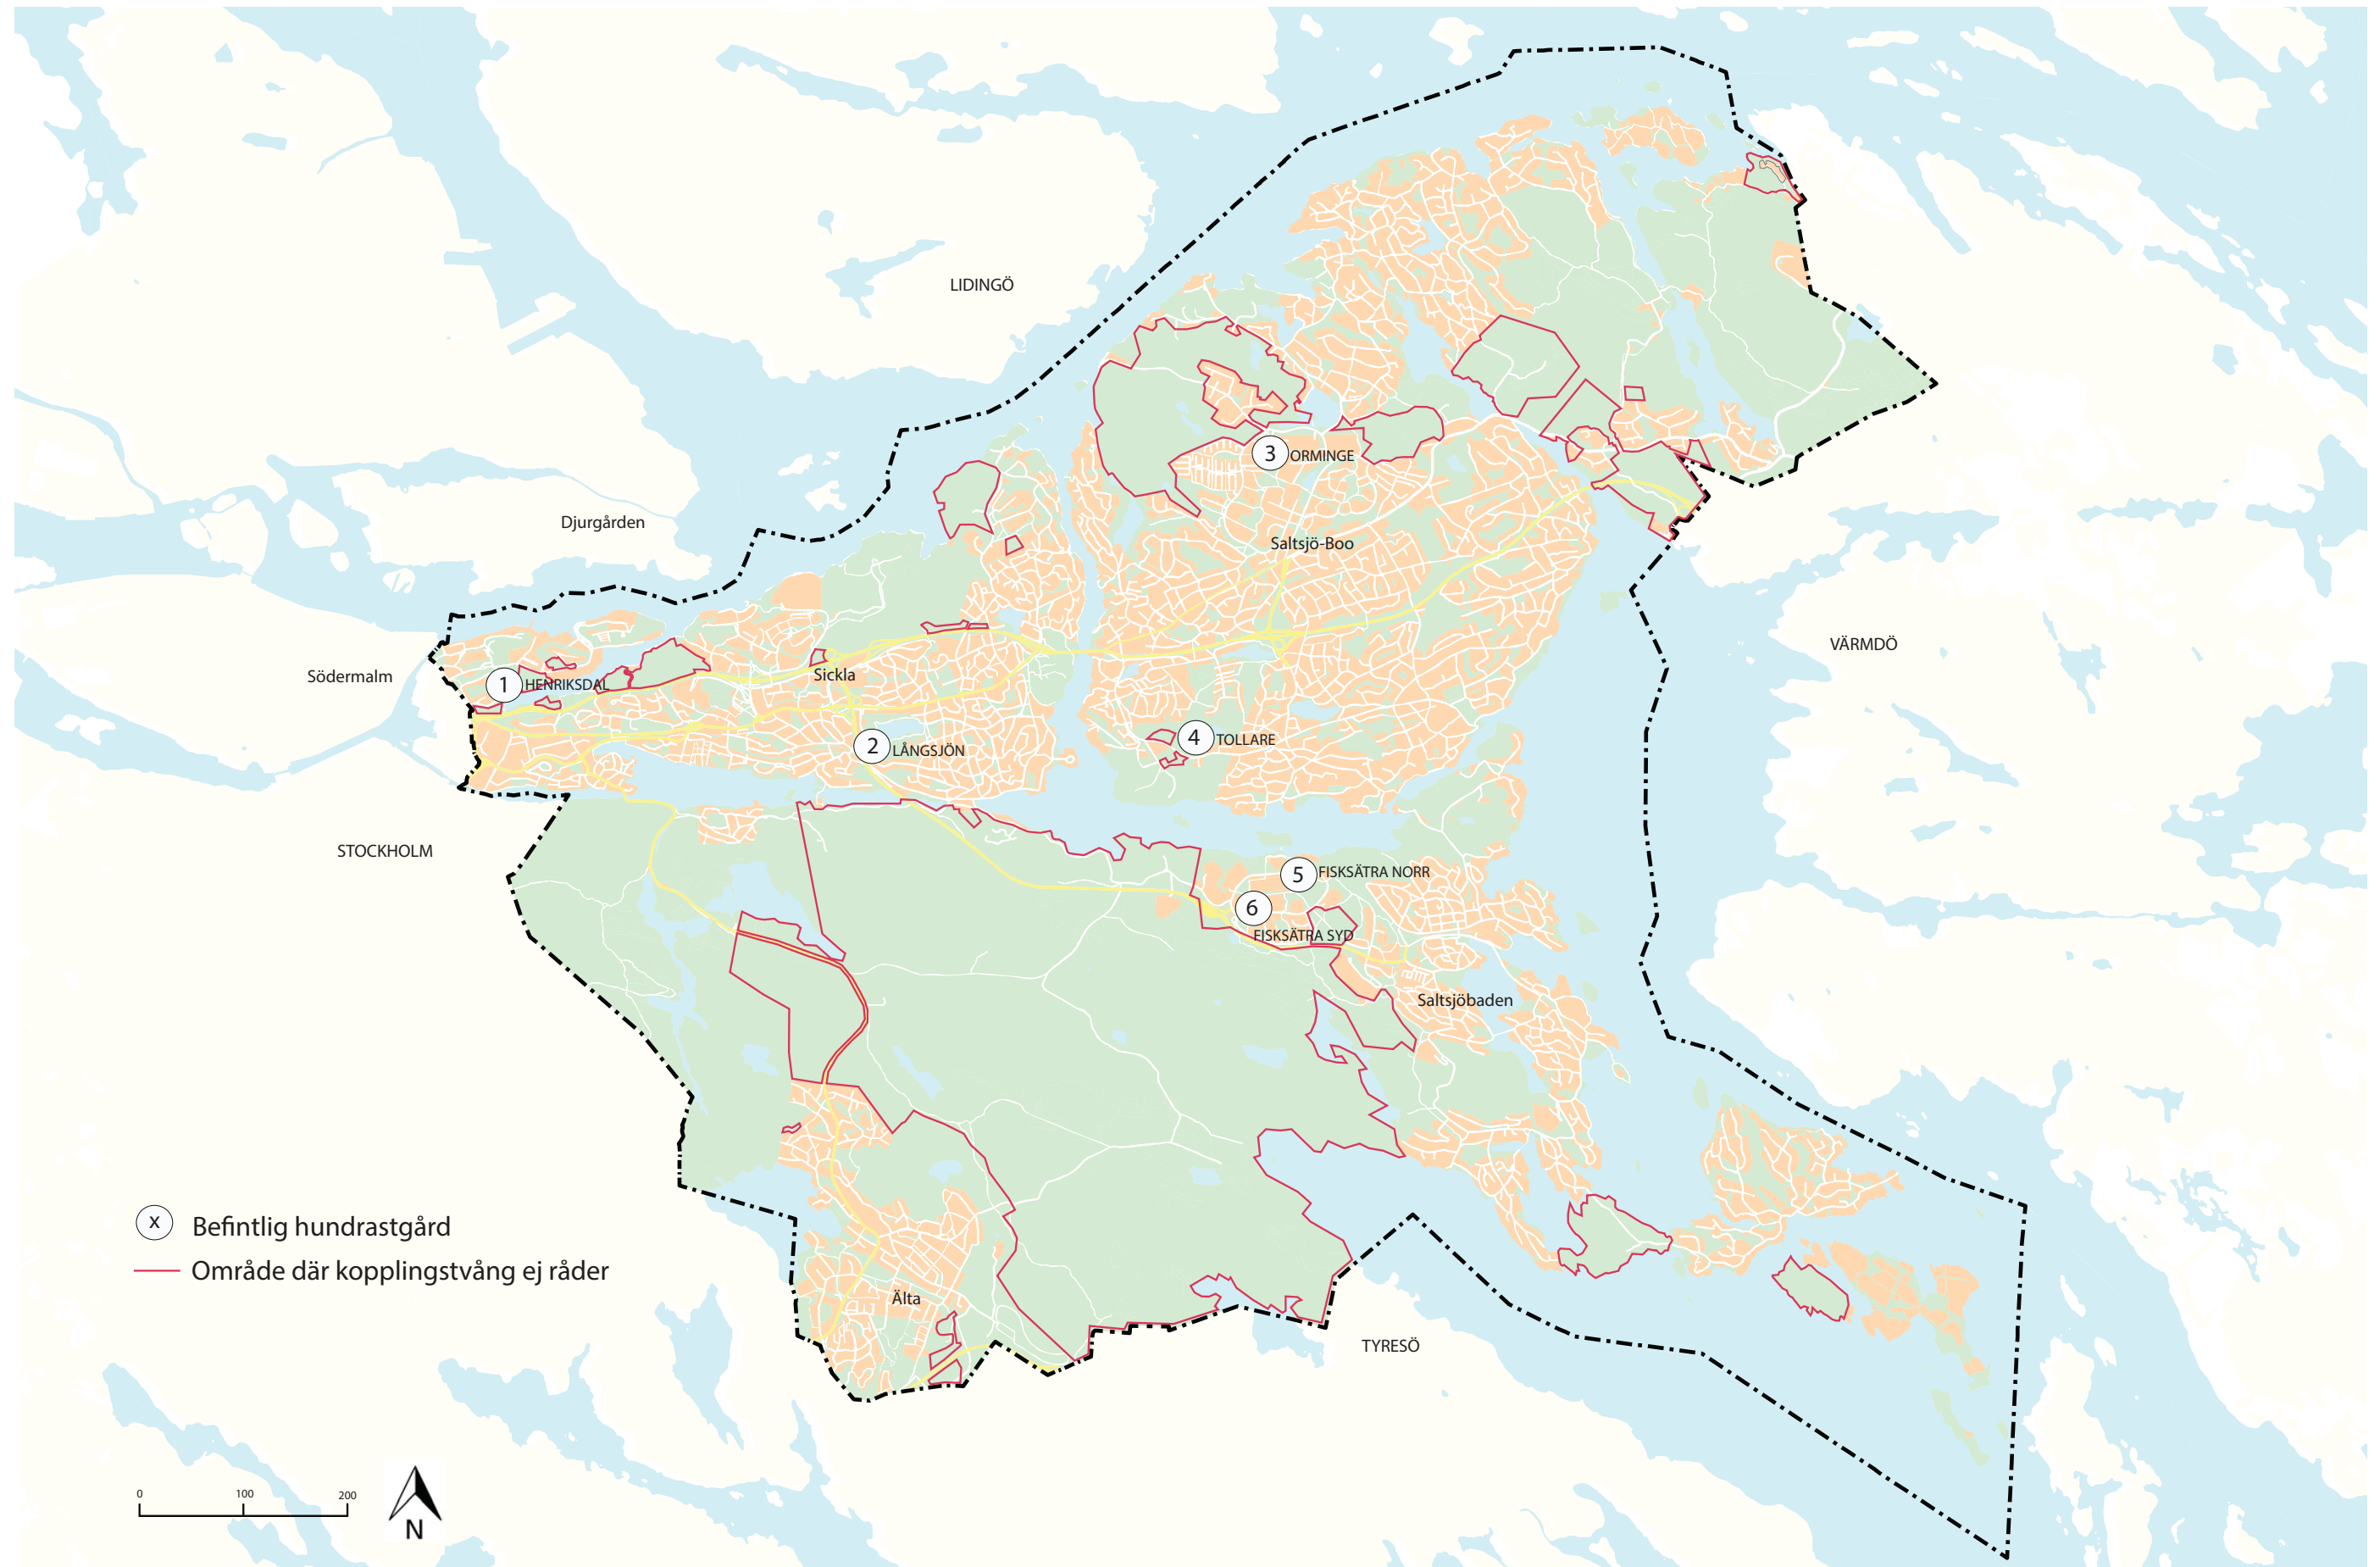 LIDINGÖ
3 ORMINGE
Djurgården
Saltsjö-Boo
VÄRMDÖ
Södermalm
Sickla
1 HENRIKSDAL
4 TOLLARE
2 LÅNGSJÖN
STOCKHOLM
5 FISKSÄTRA NORR
6
FISKSÄTRA SYD
Saltsjöbaden
x Befintlig hundrastgård
Område där kopplingstvång ej råder
Älta
TYRESÖ
0 100 200
N